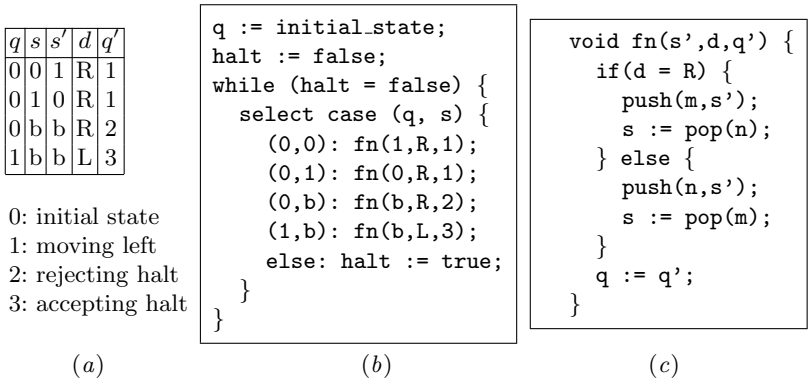 q s s′ d q′
0 0 1 R 1
0 1 0 R 1
0 b b R 2
1 b b L 3
0: initial state
1: moving left
2: rejecting halt
3: accepting halt
(a)
q := initial_state;
halt := false;
while (halt = false) {
select case (q, s) {
(0,0): fn(1,R,1);
(0,1): fn(0,R,1);
(0,b): fn(b,R,2);
(1,b): fn(b,L,3);
else: halt := true;
}
}
(b)
void fn(s’,d,q’) {
if(d = R) {
push(m,s’);
s := pop(n);
} else {
push(n,s’);
s := pop(m);
}
q := q’;
}
(c)